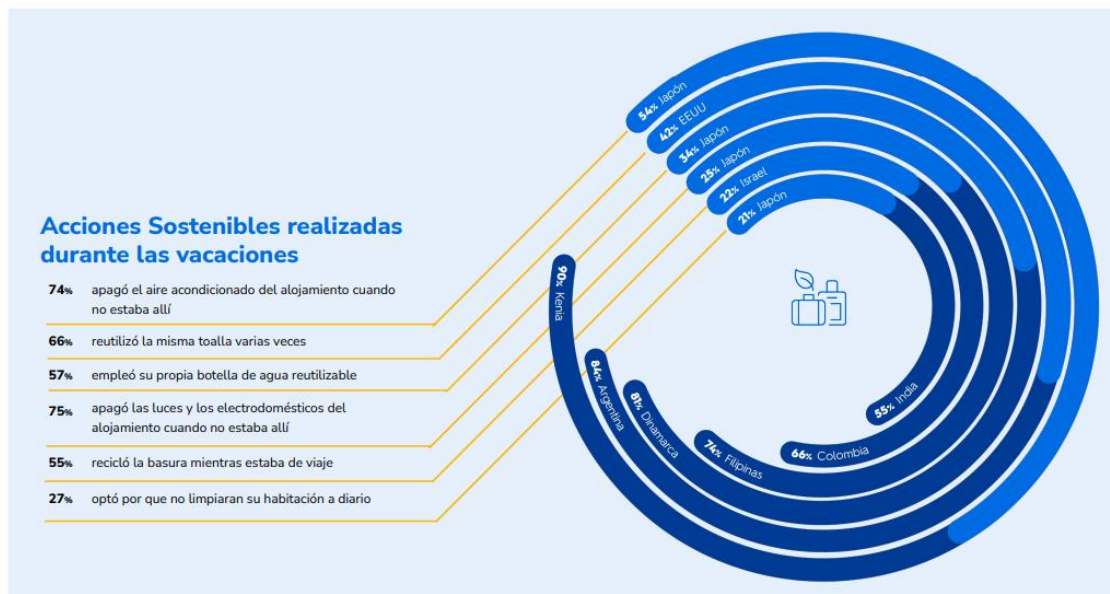 Acciones Sostenibles realizadas
durante las vacaciones
74% apagó el aire acondicionado del alojamiento cuando
no estaba allí
66% reutilizó la misma toalla varias veces
57% empleó su propia botella de agua reutilizable
75% apagó las luces y los electrodomésticos del
alojamiento cuando no estaba allí
55% recicló la basura mientras estaba de viaje
27% optó por que no limpiaran su habitación a diario
54% Japón
42% EEUU
34% Japón
25% Japón
22% Israel
21% Japón
90% Kenia
84% Argentina
81% Dinamarca
74% Filipinas
66% Colombia
55% India